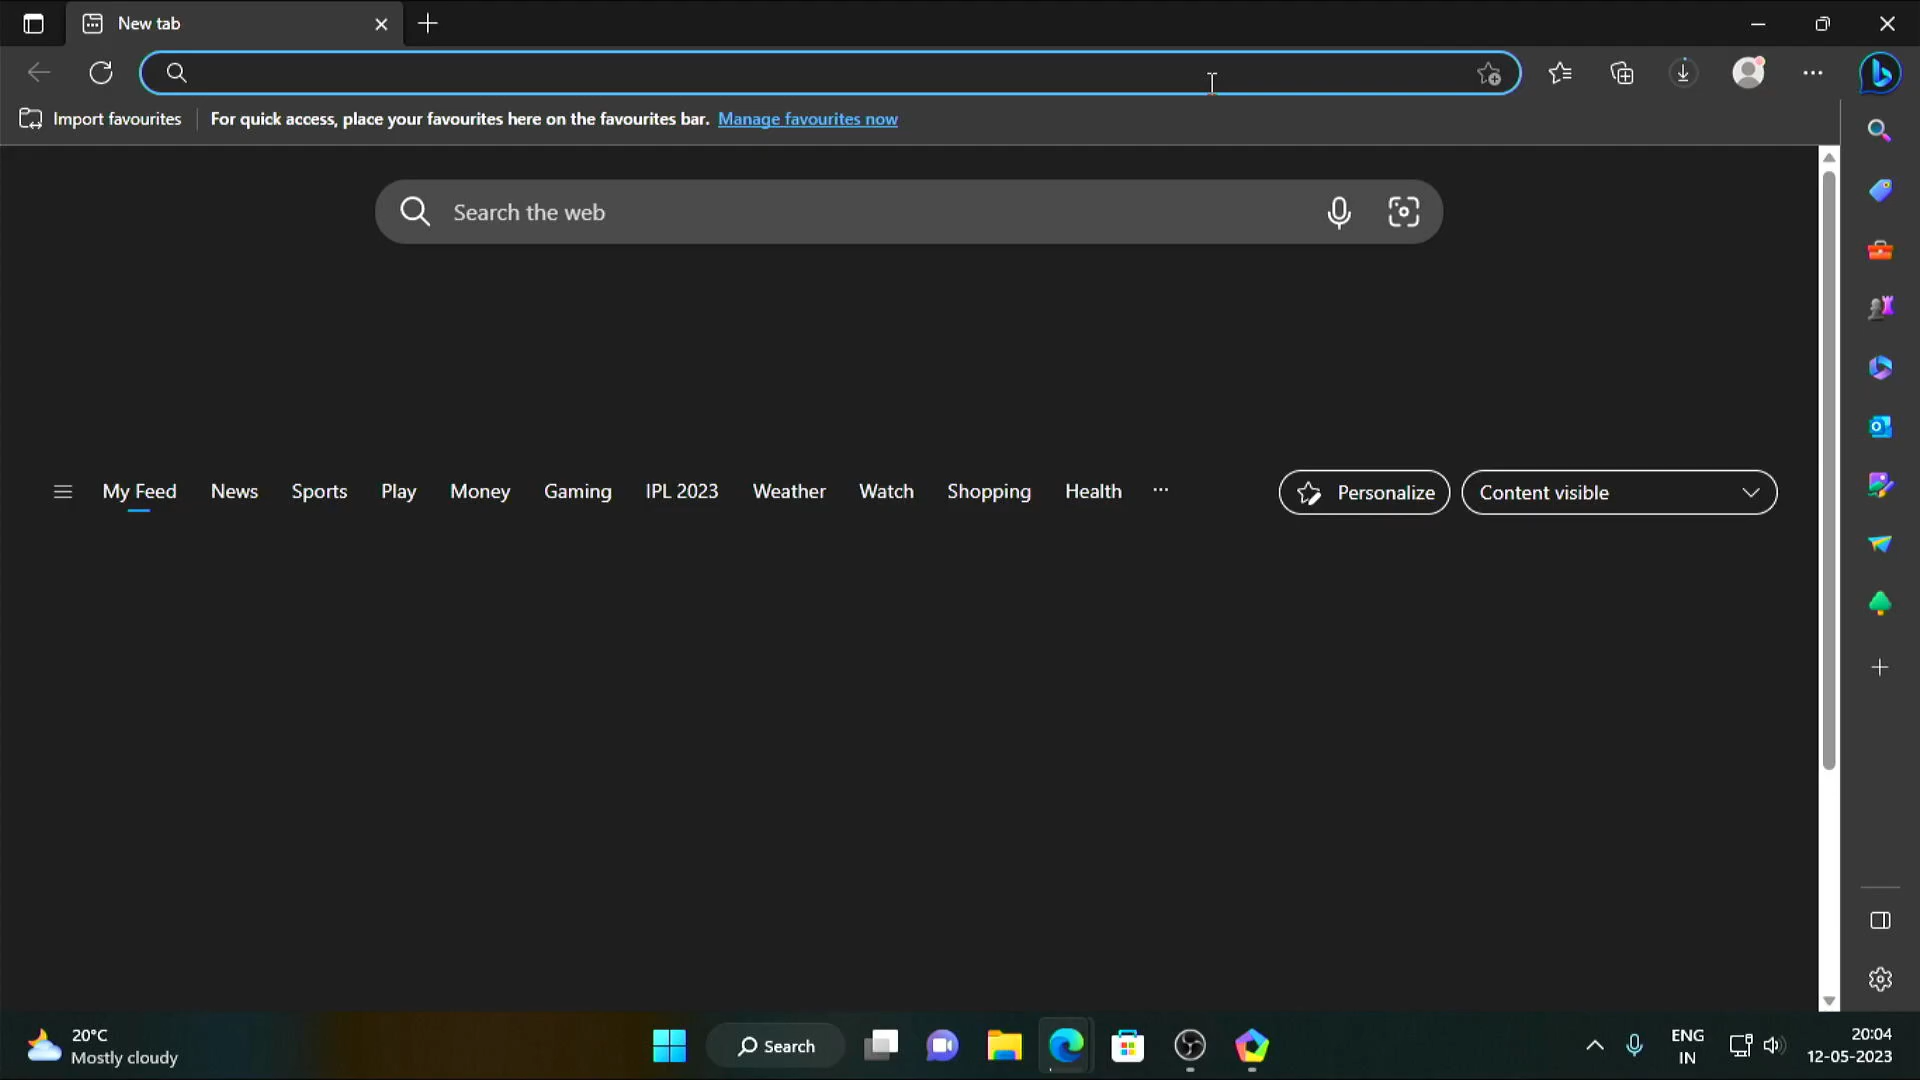 New tab
Import favourites
For quick access, place your favourites here on the favourites bar. Manage favourites now
Search the web
My Feed News Sports Play Money Gaming IPL 2023 Weather Watch Shopping Health ...
Personalize
Content visible
20°C
Mostly cloudy
Search
ENG
IN
20:04
12-05-2023